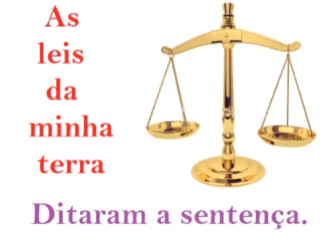 As
leis
da
minha
terra
Ditaram a sentença.